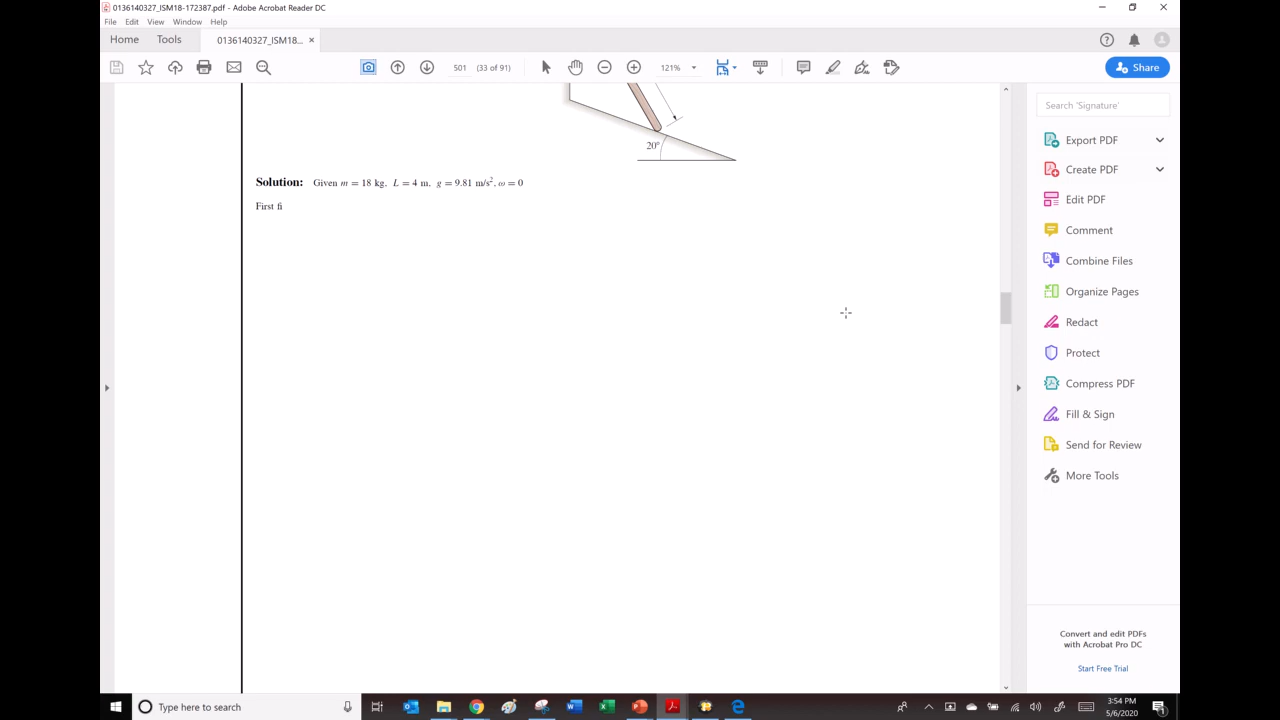 0136140327_ISM18-172387.pdf - Adobe Acrobat Reader DC
File Edit View Window Help
Home Tools 0136140327_ISM18... ×
501 (33 of 91) 121% Share
20°
Solution: Given m = 18 kg, L = 4 m, g = 9.81 m/s², ω = 0
First fi
Search 'Signature'
Export PDF
Create PDF
Edit PDF
Comment
Combine Files
Organize Pages
Redact
Protect
Compress PDF
Fill & Sign
Send for Review
More Tools
Convert and edit PDFs
with Acrobat Pro DC
Start Free Trial
Type here to search
3:54 PM
5/6/2020